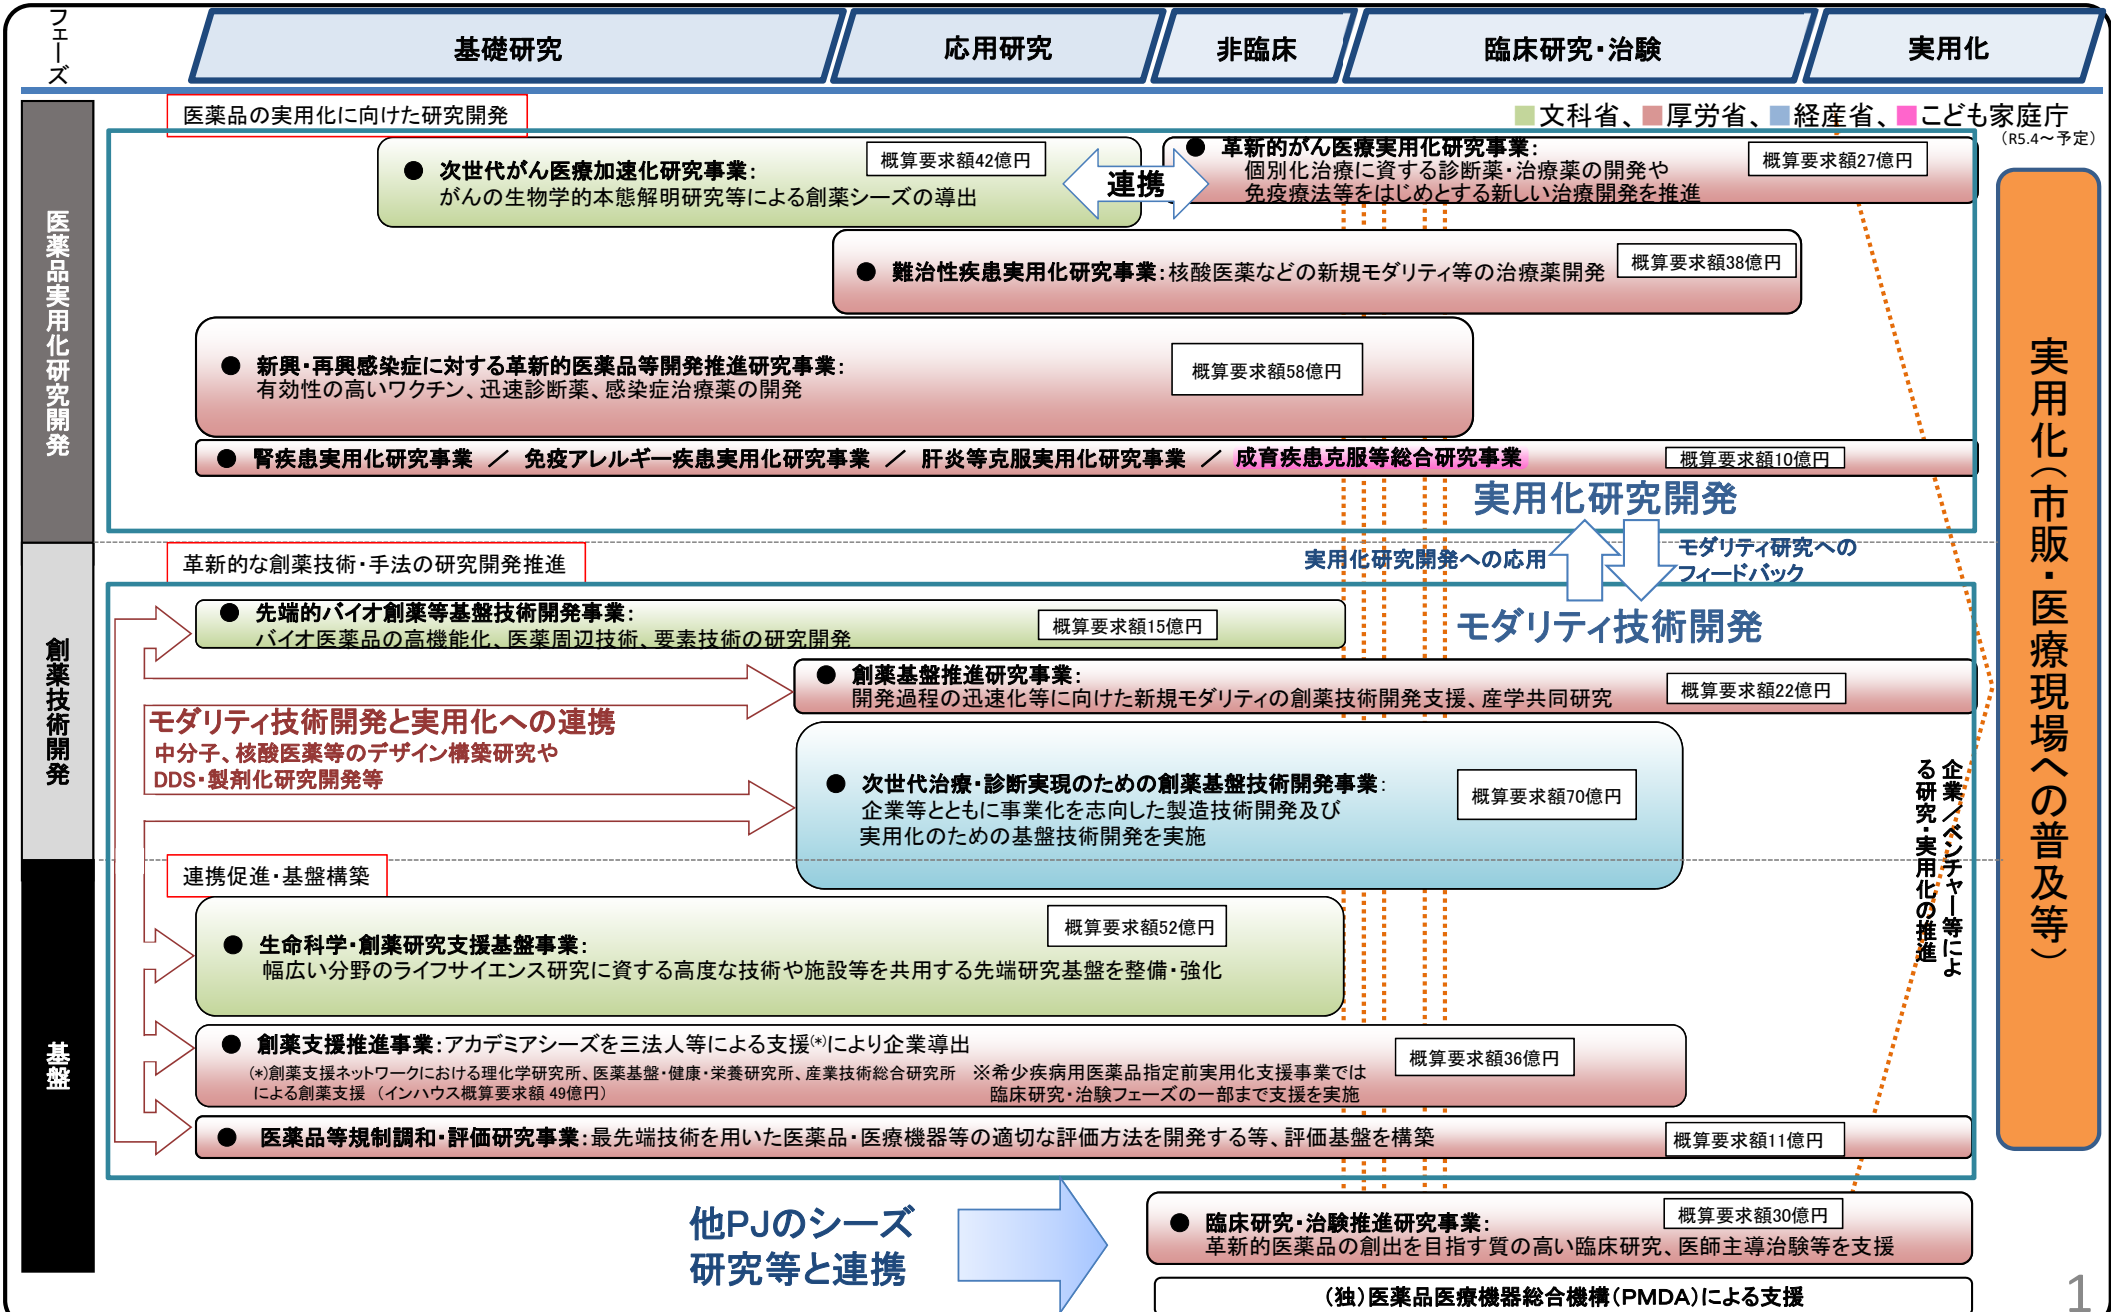 フェーズ
基礎研究
応用研究
非臨床
臨床研究・治験
実用化
医薬品の実用化に向けた研究開発
■文科省、■厚労省、■経産省、■こども家庭庁
（R5.4～予定）
医薬品実用化研究開発
● 次世代がん医療加速化研究事業：
がんの生物学的本態解明研究等による創薬シーズの導出
概算要求額42億円
連携
● 革新的がん医療実用化研究事業：
個別化治療に資する診断薬・治療薬の開発や
免疫療法等をはじめとする新しい治療開発を推進
概算要求額27億円
● 難治性疾患実用化研究事業：核酸医薬などの新規モダリティ等の治療薬開発
概算要求額38億円
● 新興・再興感染症に対する革新的医薬品等開発推進研究事業：
有効性の高いワクチン、迅速診断薬、感染症治療薬の開発
概算要求額58億円
● 腎疾患実用化研究事業 ／ 免疫アレルギー疾患実用化研究事業 ／ 肝炎等克服実用化研究事業 ／ 成育疾患克服等総合研究事業
概算要求額10億円
実用化研究開発
実用化研究開発への応用
モダリティ研究への
フィードバック
モダリティ技術開発
革新的な創薬技術・手法の研究開発推進
創薬技術開発
● 先端的バイオ創薬等基盤技術開発事業：
バイオ医薬品の高機能化、医薬周辺技術、要素技術の研究開発
概算要求額15億円
● 創薬基盤推進研究事業：
開発過程の迅速化等に向けた新規モダリティの創薬技術開発支援、産学共同研究
概算要求額22億円
モダリティ技術開発と実用化への連携
中分子、核酸医薬等のデザイン構築研究や
DDS・製剤化研究開発等
● 次世代治療・診断実現のための創薬基盤技術開発事業：
企業等とともに事業化を志向した製造技術開発及び
実用化のための基盤技術開発を実施
概算要求額70億円
企業／ベンチャー等によ
る研究・実用化の推進
実用化（市販・医療現場への普及等）
連携促進・基盤構築
基盤
● 生命科学・創薬研究支援基盤事業：
幅広い分野のライフサイエンス研究に資する高度な技術や施設等を共用する先端研究基盤を整備・強化
概算要求額52億円
● 創薬支援推進事業：アカデミアシーズを三法人等による支援(*)により企業導出
(*)創薬支援ネットワークにおける理化学研究所、医薬基盤・健康・栄養研究所、産業技術総合研究所
による創薬支援 （インハウス概算要求額 49億円）
※希少疾病用医薬品指定前実用化支援事業では
臨床研究・治験フェーズの一部まで支援を実施
概算要求額36億円
● 医薬品等規制調和・評価研究事業：最先端技術を用いた医薬品・医療機器等の適切な評価方法を開発する等、評価基盤を構築
概算要求額11億円
他PJのシーズ
研究等と連携
● 臨床研究・治験推進研究事業：
革新的医薬品の創出を目指す質の高い臨床研究、医師主導治験等を支援
概算要求額30億円
（独）医薬品医療機器総合機構（PMDA）による支援
1